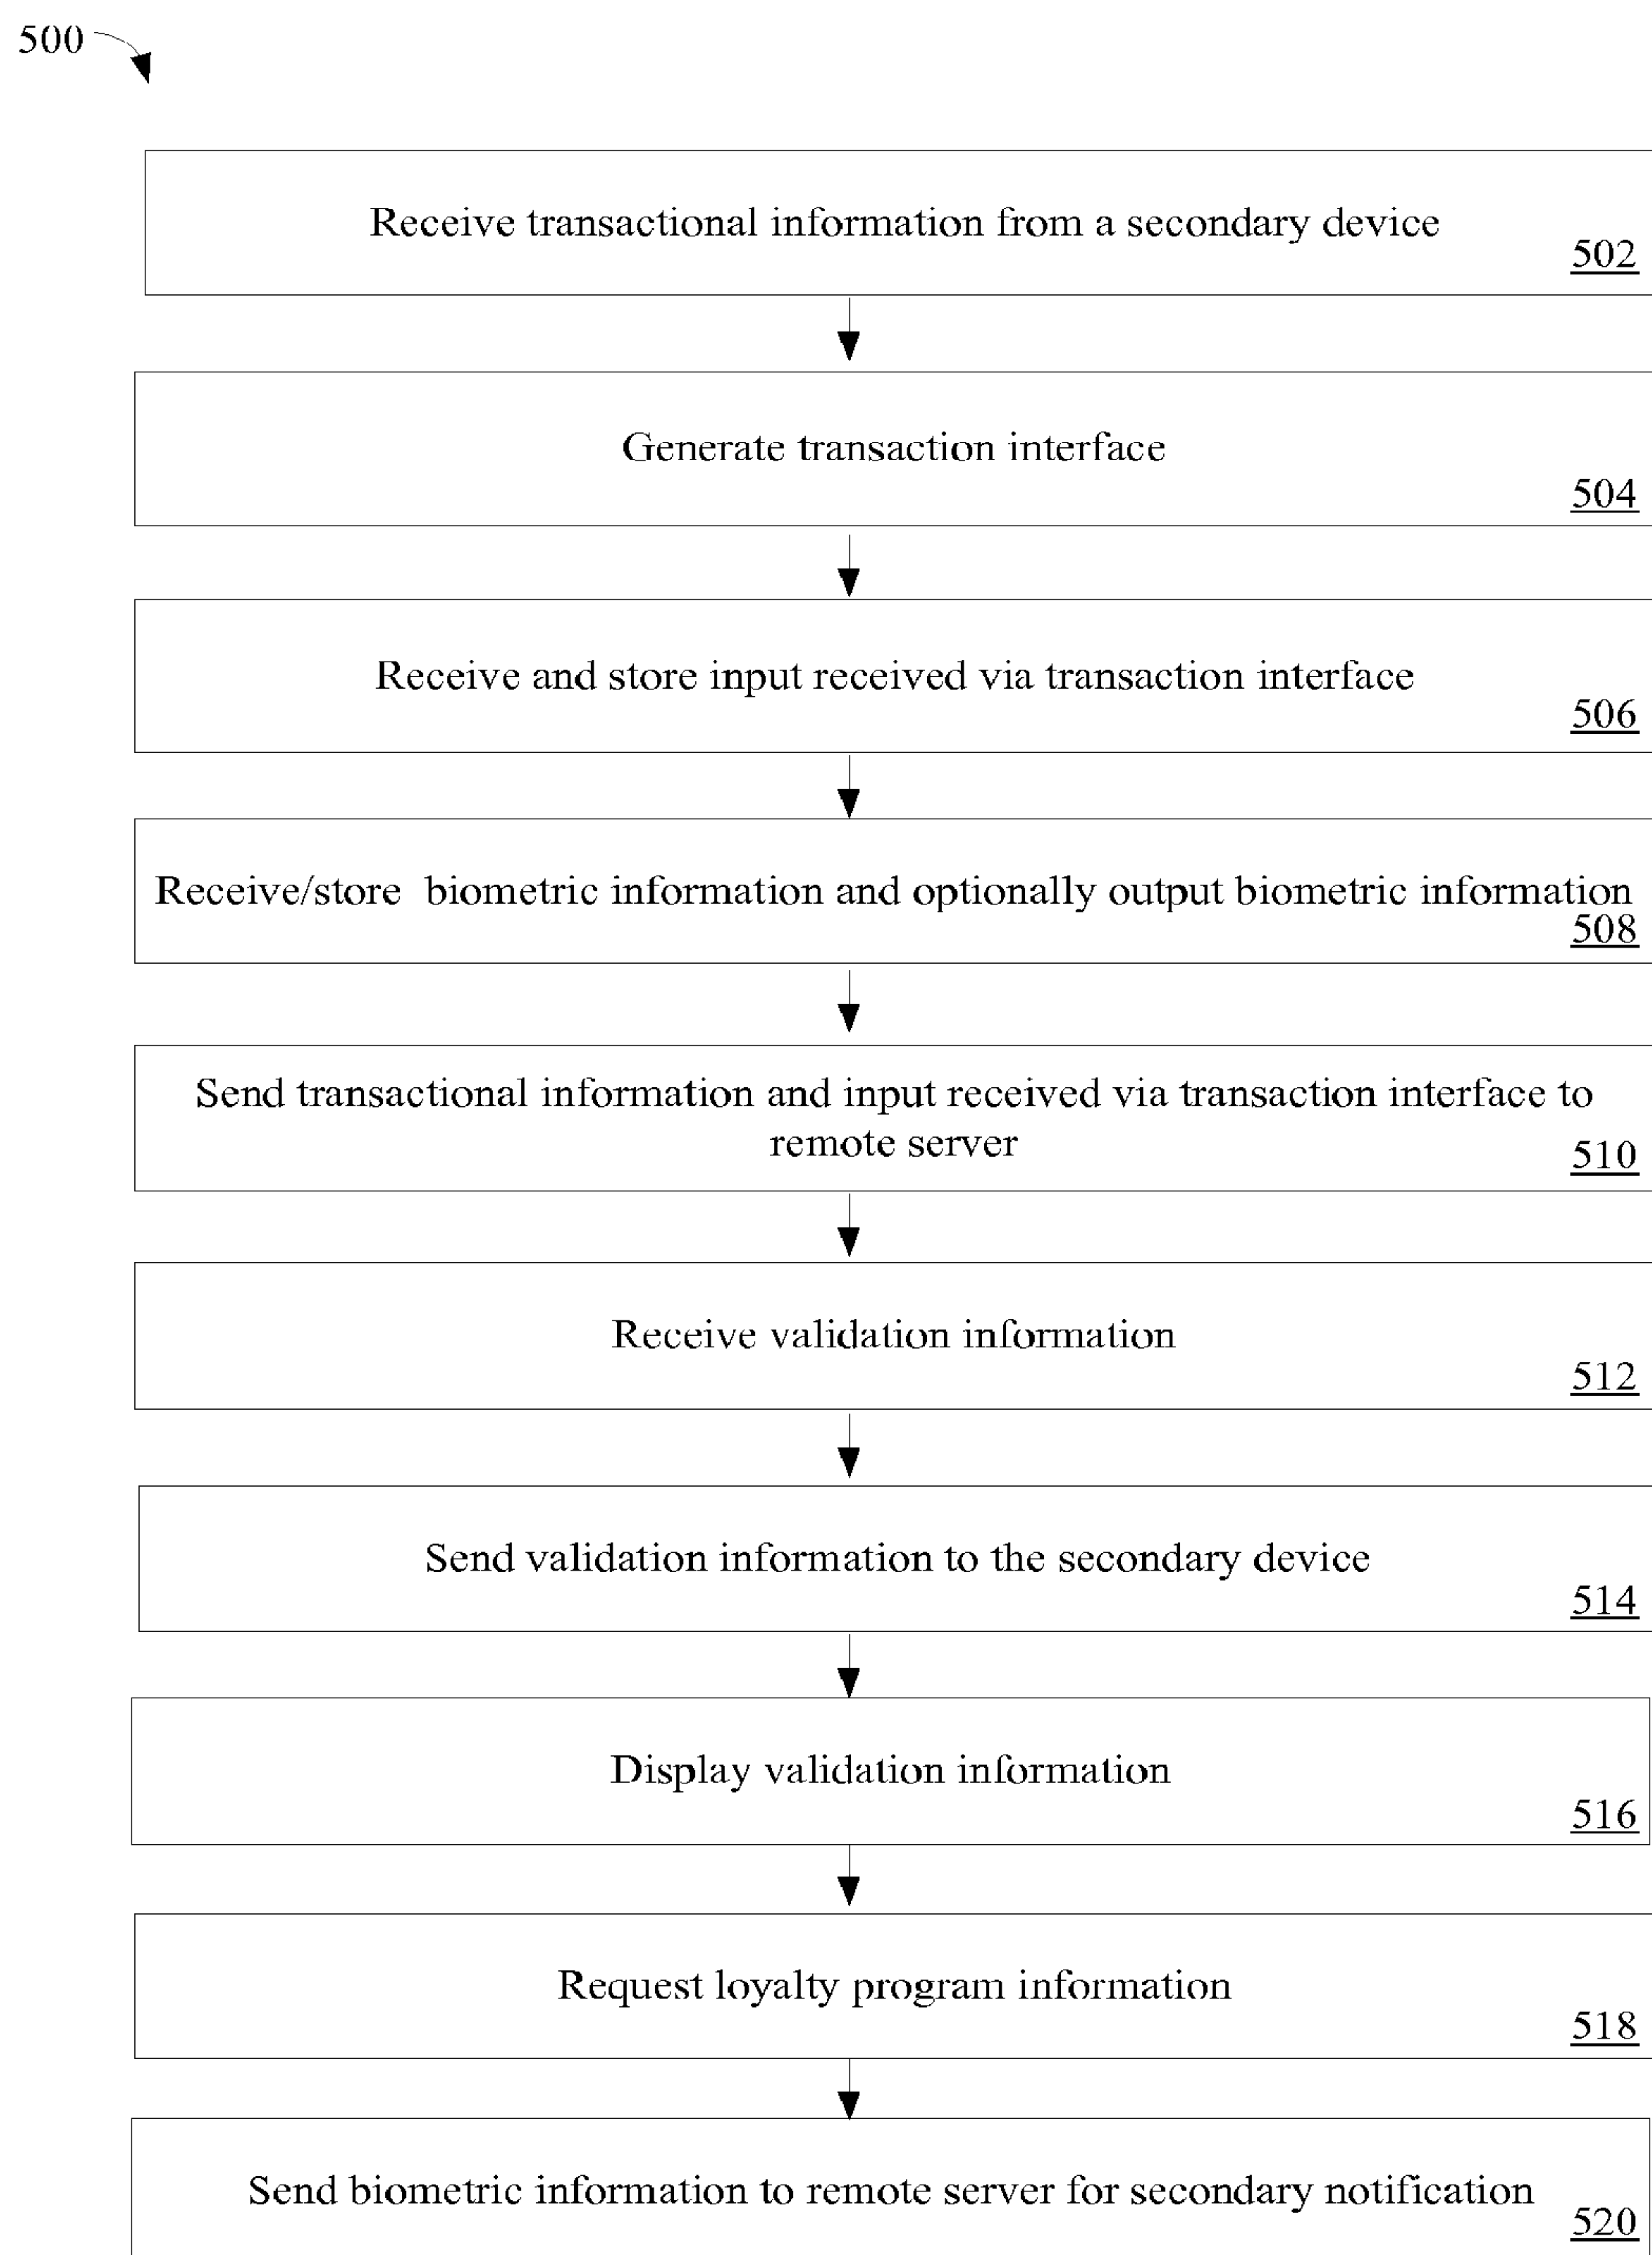 500
Receive transactional information from a secondary device
502
Generate transaction interface
504
Receive and store input received via transaction interface
506
Receive/store biometric information and optionally output biometric information
508
Send transactional information and input received via transaction interface to
remote server
510
Receive validation information
512
Send validation information to the secondary device
514
Display validation information
516
Request loyalty program information
518
Send biometric information to remote server for secondary notification
520